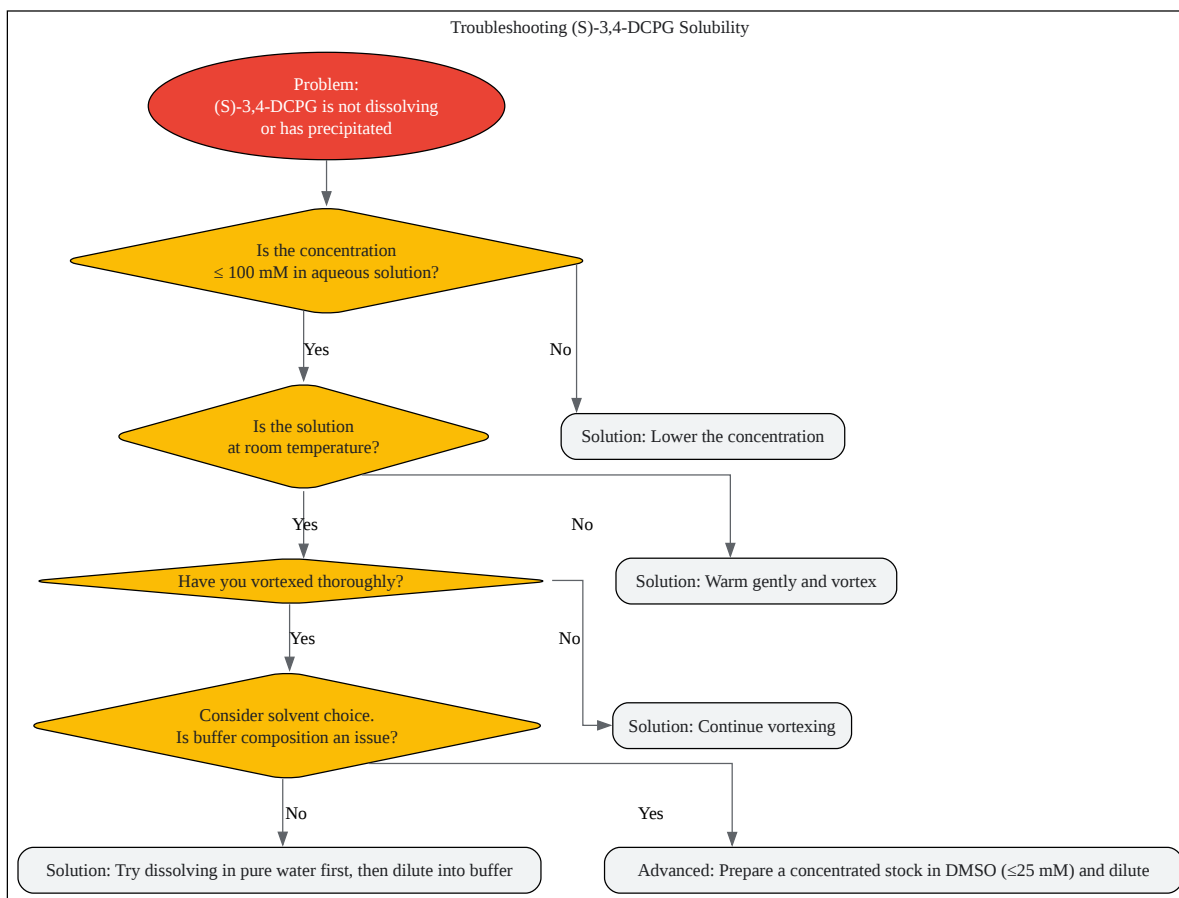 Troubleshooting (S)-3,4-DCPG Solubility
Problem:
(S)-3,4-DCPG is not dissolving
or has precipitated
Is the concentration
≤ 100 mM in aqueous solution?
Yes
No
Is the solution
at room temperature?
Solution: Lower the concentration
Yes
No
Have you vortexed thoroughly?
Solution: Warm gently and vortex
Yes
No
Consider solvent choice.
Is buffer composition an issue?
Solution: Continue vortexing
No
Yes
Solution: Try dissolving in pure water first, then dilute into buffer
Advanced: Prepare a concentrated stock in DMSO (≤25 mM) and dilute